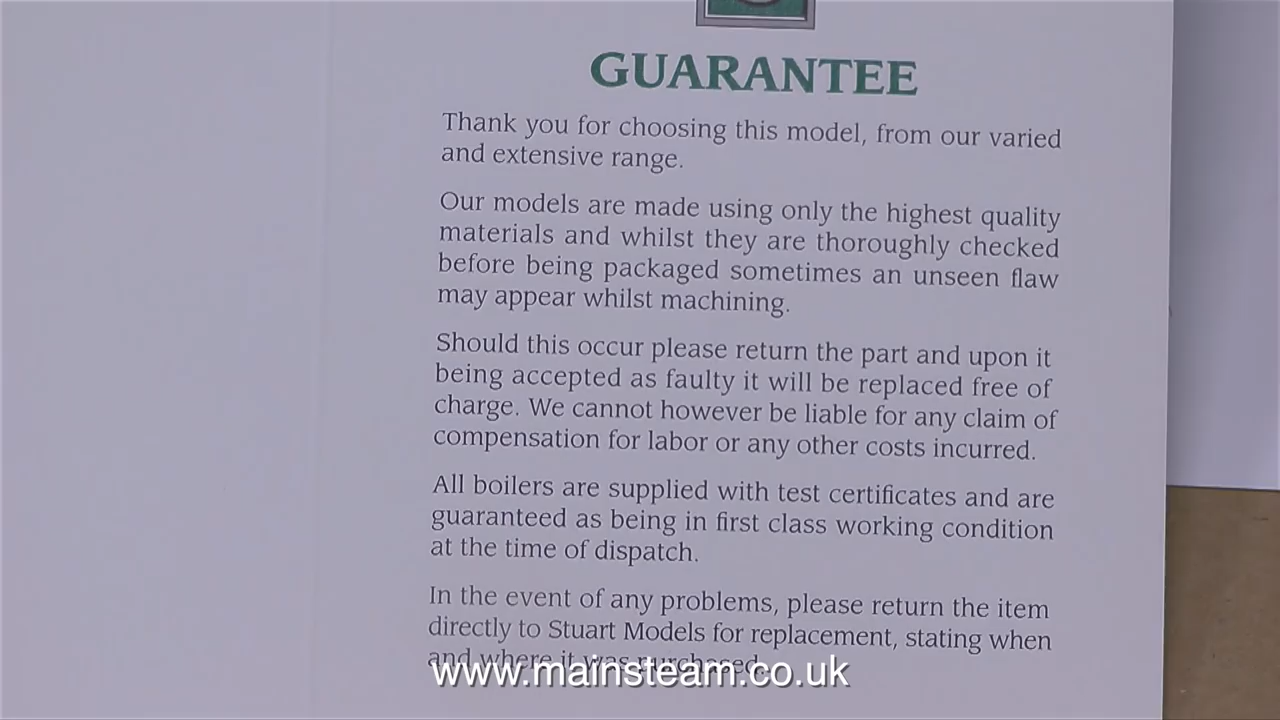 GUARANTEE
Thank you for choosing this model, from our varied
and extensive range.
Our models are made using only the highest quality
materials and whilst they are thoroughly checked
before being packaged sometimes an unseen flaw
may appear whilst machining.
Should this occur please return the part and upon it
being accepted as faulty it will be replaced free of
charge. We cannot however be liable for any claim of
compensation for labor or any other costs incurred.
All boilers are supplied with test certificates and are
guaranteed as being in first class working condition
at the time of dispatch.
In the event of any problems, please return the item
directly to Stuart Models for replacement, stating when
and where it was purchased.
www.mainsteam.co.uk